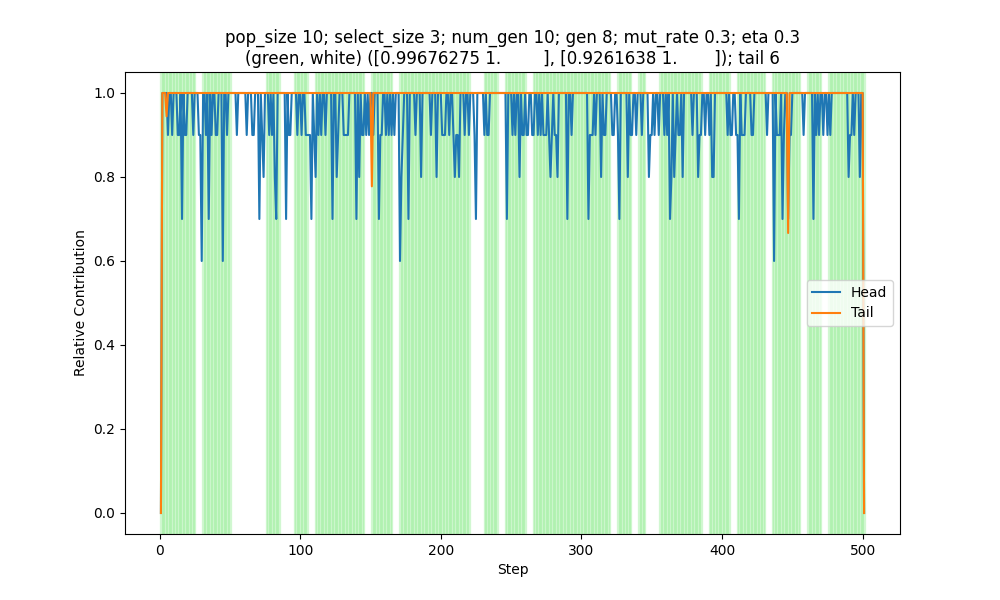 pop_size 10; select_size 3; num_gen 10; gen 8; mut_rate 0.3; eta 0.3
(green, white) ([0.99676275 1.        ], [0.9261638 1.        ]); tail 6
1.0
0.8
0.6
0.4
0.2
0.0
Relative Contribution
Head
Tail
0
100
200
300
400
500
Step